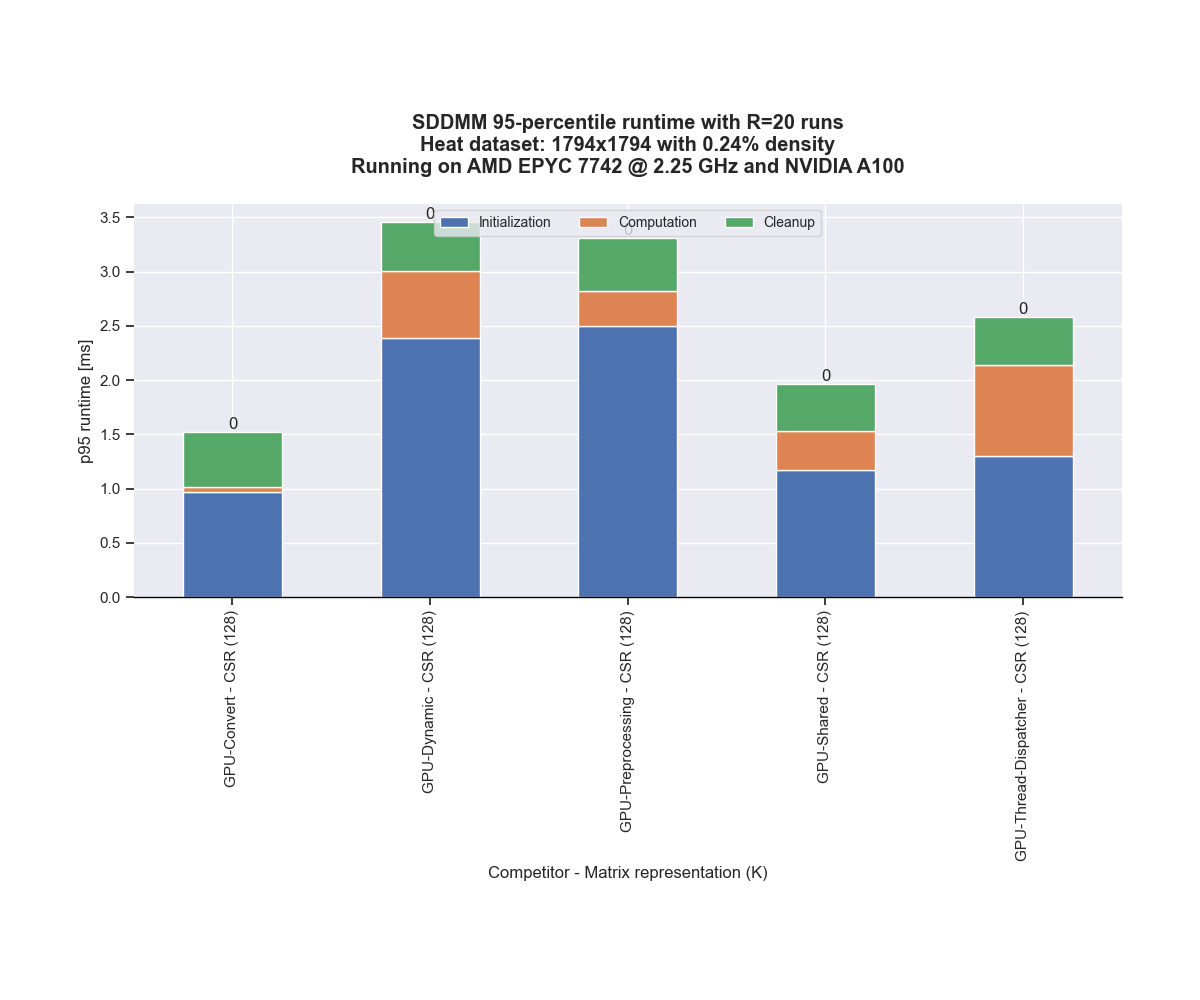 SDDMM 95-percentile runtime with R=20 runs
Heat dataset: 1794x1794 with 0.24% density
Running on AMD EPYC 7742 @ 2.25 GHz and NVIDIA A100
Initialization Computation Cleanup
p95 runtime [ms]
3.5
3.0
2.5
2.0
1.5
1.0
0.5
0.0
0
0
0
0
0
GPU-Convert - CSR (128)
GPU-Dynamic - CSR (128)
GPU-Preprocessing - CSR (128)
GPU-Shared - CSR (128)
GPU-Thread-Dispatcher - CSR (128)
Competitor - Matrix representation (K)